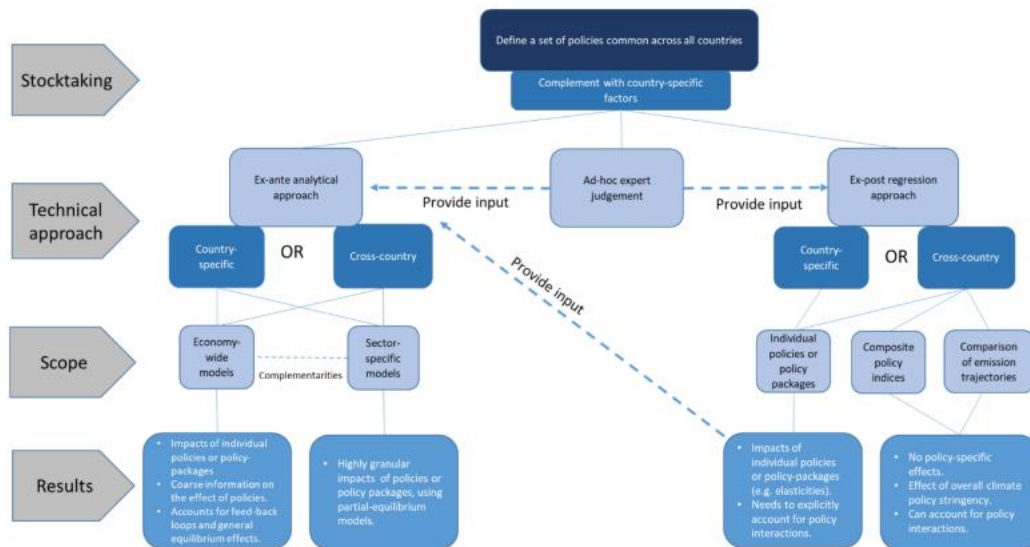 Stocktaking
Define a set of policies common across all countries
Complement with country-specific
factors
Technical
approach
Ex-ante analytical
approach
Provide input
Ad-hoc expert
judgement
Provide input
Ex-post regression
approach
Country-
specific
OR
Cross-country
Provide input
Country-
specific
OR
Cross-country
Scope
Economy-
wide models
Complementarities
Sector-
specific
models
Individual
policies or
policy
packages
Composite
policy
indices
Comparison
of emission
trajectories
Results
• Impacts of individual
policies or policy-
packages
• Coarse information on
the effect of policies.
• Accounts for feed-back
loops and general
equilibrium effects.
• Highly granular
impacts of policies or
policy packages, using
partial-equilibrium
models.
• Impacts of
individual policies
or policy-packages
(e.g. elasticities).
• Needs to explicitly
account for policy
interactions.
• No policy-specific
effects.
• Effect of overall climate
policy stringency.
• Can account for policy
interactions.